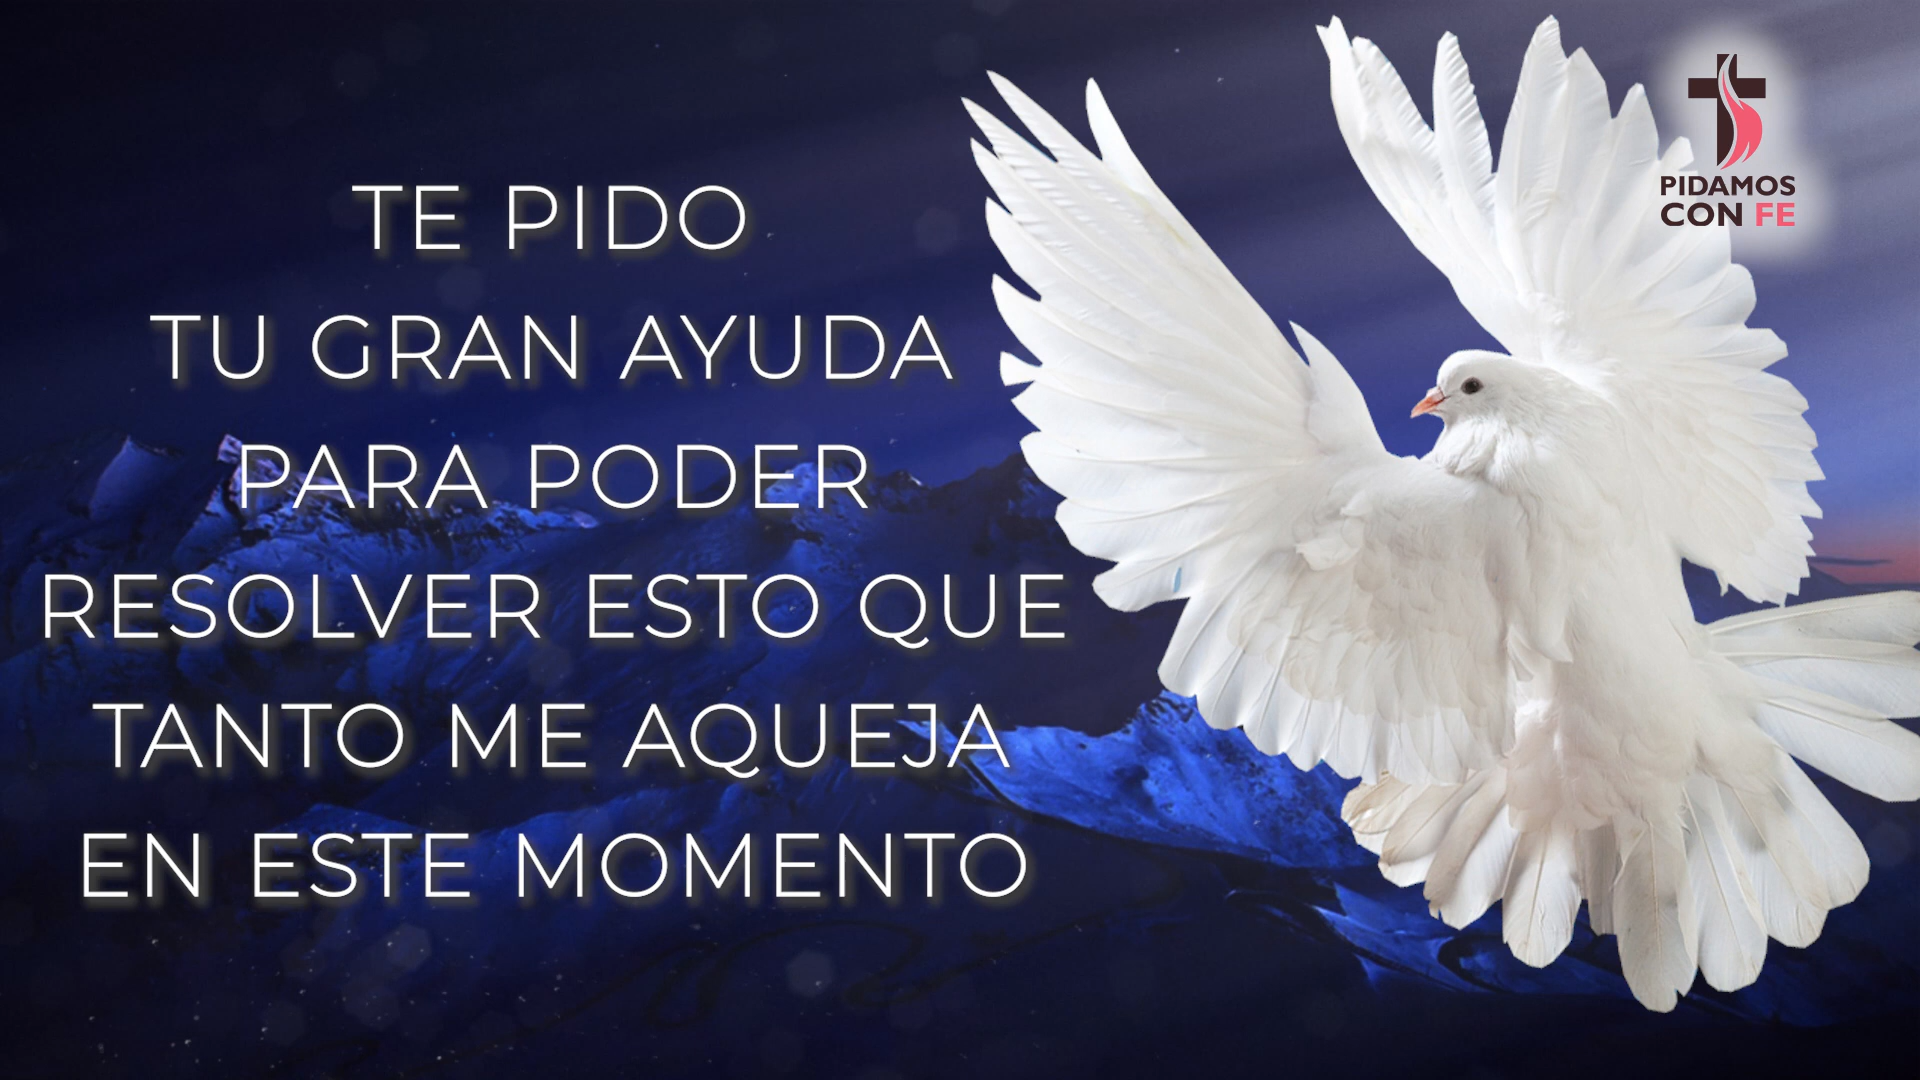 TE PIDO
TU GRAN AYUDA
PARA PODER
RESOLVER ESTO QUE
TANTO ME AQUEJA
EN ESTE MOMENTO
PIDAMOS
CON FE